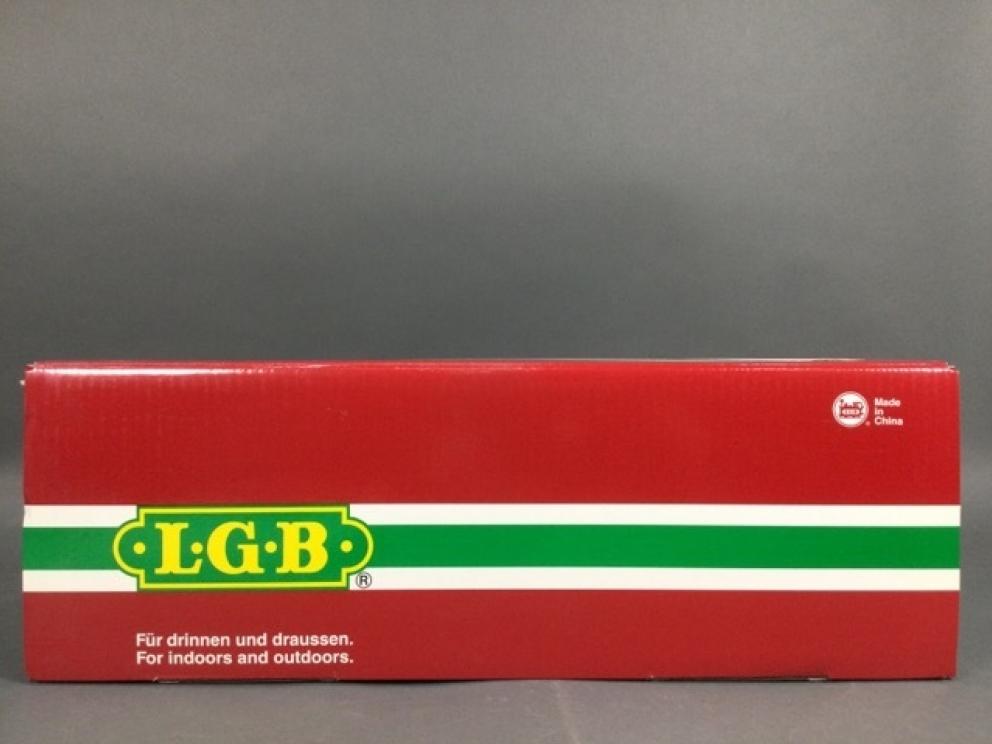 Made
in
China
L·G·B
®
Für drinnen und draussen.
For indoors and outdoors.